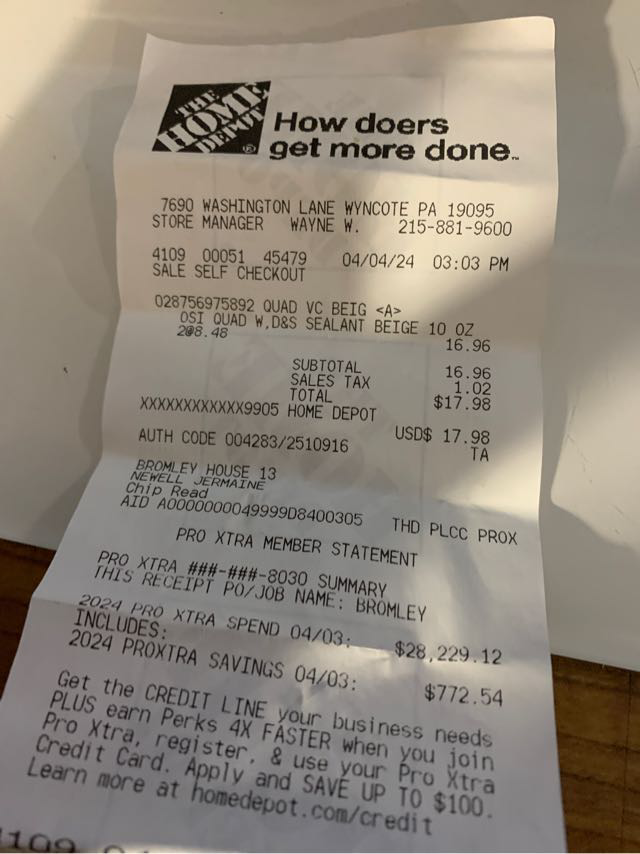 THE
HOME
DEPOT
How doers
get more done.™
7690 WASHINGTON LANE WYNCOTE PA 19095
STORE MANAGER WAYNE W. 215-881-9600
4109 00051 45479 04/04/24 03:03 PM
SALE SELF CHECKOUT
028756975892 QUAD VC BEIG <A>
OSI QUAD W,D&S SEALANT BEIGE 10 OZ
2@8.48 16.96
SUBTOTAL 16.96
SALES TAX 1.02
TOTAL $17.98
XXXXXXXXXXXX9905 HOME DEPOT
USD$ 17.98
AUTH CODE 004283/2510916 TA
BROMLEY HOUSE 13
NEWELL JERMAINE
Chip Read
AID A0000000049999D8400305 THD PLCC PROX
PRO XTRA MEMBER STATEMENT
PRO XTRA ###-###-8030 SUMMARY
THIS RECEIPT PO/JOB NAME: BROMLEY
2024 PRO XTRA SPEND 04/03: $28,229.12
INCLUDES:
2024 PROXTRA SAVINGS 04/03: $772.54
Get the CREDIT LINE your business needs
PLUS earn Perks 4X FASTER when you join
Pro Xtra, register, & use your Pro Xtra
Credit Card. Apply and SAVE UP TO $100.
Learn more at homedepot.com/credit